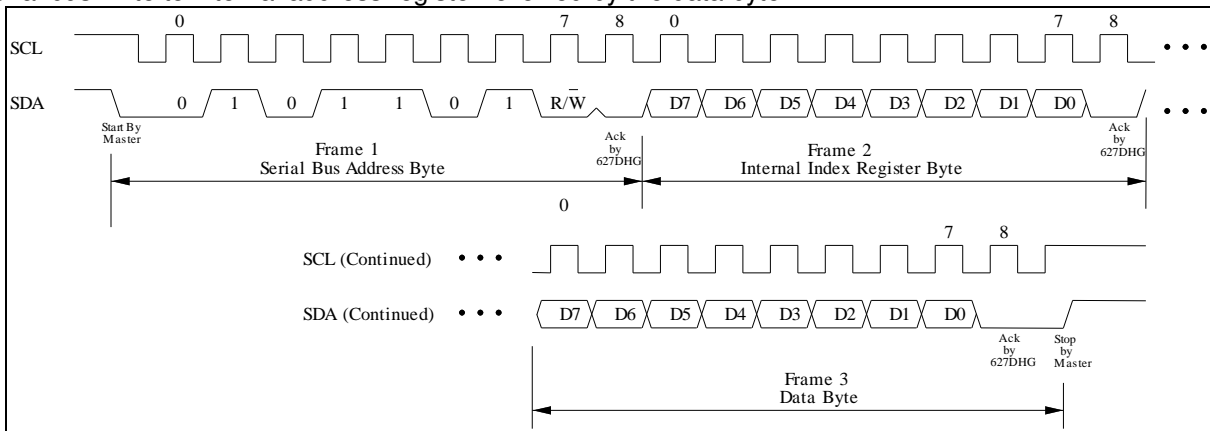 0 7 8 0 7 8
SCL
SDA 0 1 0 1 1 0 1 R/W̅ D7 D6 D5 D4 D3 D2 D1 D0
Start By
Master
Ack
by
627DHG
Ack
by
627DHG
Frame 1
Serial Bus Address Byte
Frame 2
Internal Index Register Byte
0
7 8
SCL (Continued)
SDA (Continued) D7 D6 D5 D4 D3 D2 D1 D0
Ack
by
627DHG
Stop
by
Master
Frame 3
Data Byte